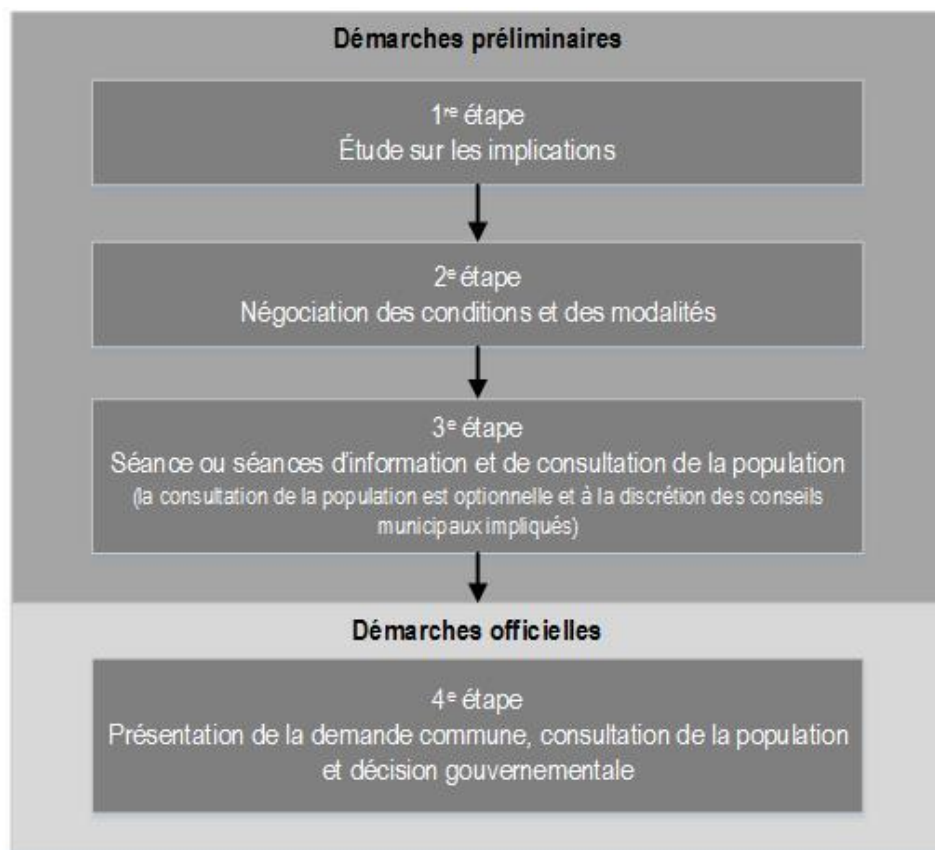 Démarches préliminaires
1re étape
Étude sur les implications
2e étape
Négociation des conditions et des modalités
3e étape
Séance ou séances d'information et de consultation de la population
(la consultation de la population est optionnelle et à la discrétion des conseils
municipaux impliqués)
Démarches officielles
4e étape
Présentation de la demande commune, consultation de la population
et décision gouvernementale